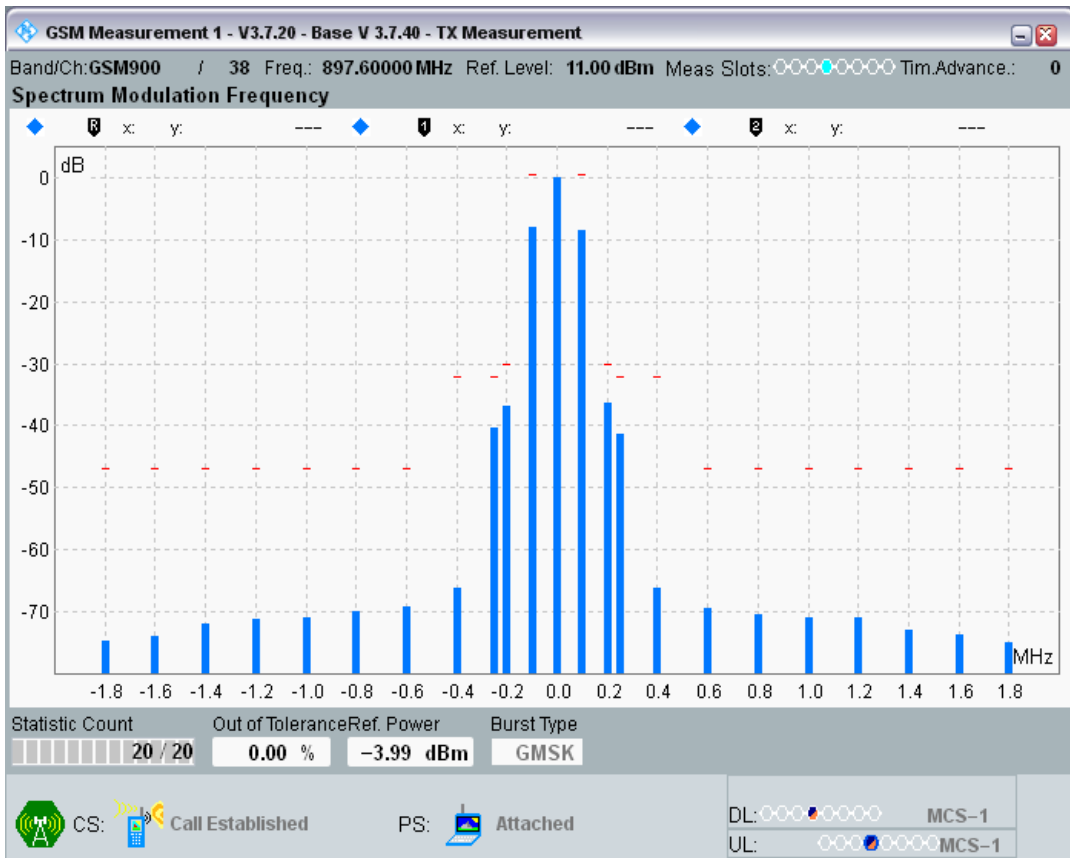 GSM Measurement 1 - V3.7.20 - Base V 3.7.40 - TX Measurement
Band/Ch:GSM900 / 38 Freq.: 897.60000 MHz Ref. Level: 11.00 dBm Meas Slots: Tim.Advance.: 0
Spectrum Modulation Frequency
R x: y: --- 1 x: y: --- 2 x: y: ---
dB
0
-10
-20
-30
-40
-50
-60
-70
MHz
-1.8 -1.6 -1.4 -1.2 -1.0 -0.8 -0.6 -0.4 -0.2 0.0 0.2 0.4 0.6 0.8 1.0 1.2 1.4 1.6 1.8
Statistic Count Out of Tolerance Ref. Power Burst Type
20 / 20 0.00 % −3.99 dBm GMSK
CS: Call Established PS: Attached
DL: MCS−1
UL: MCS−1